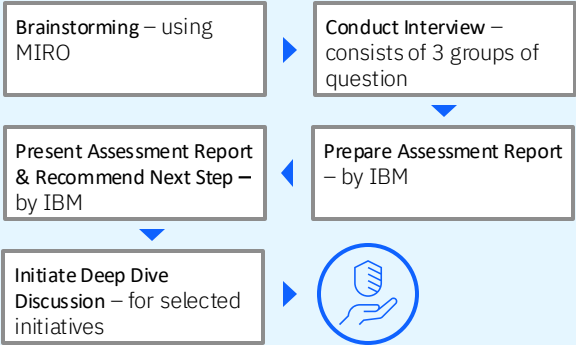 Brainstorming – using
MIRO
Conduct Interview –
consists of 3 groups of
question
Prepare Assessment Report
– by IBM
Present Assessment Report
& Recommend Next Step –
by IBM
Initiate Deep Dive
Discussion – for selected
initiatives